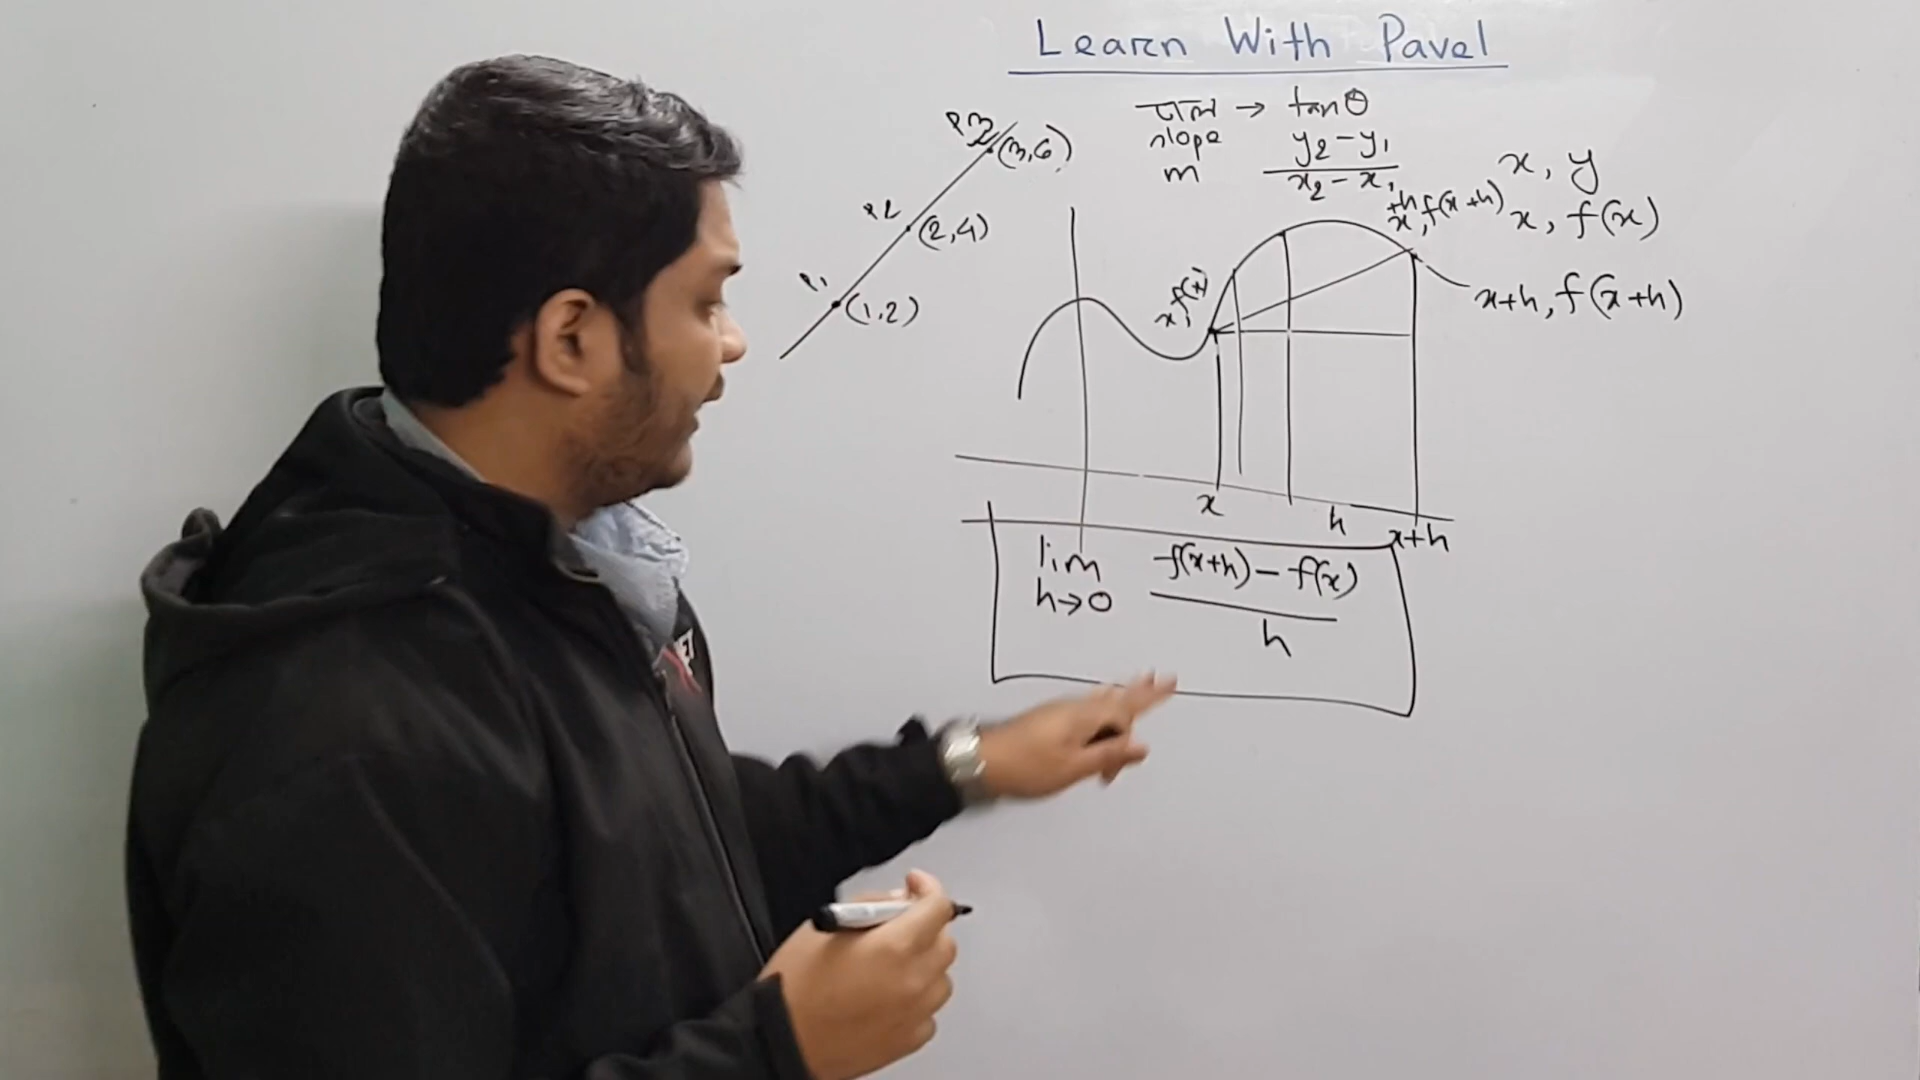 Learn With Pavel
ঢাল → tanθ
slope
m
y₂ - y₁
x₂ - x₁
P3
(3,6)
P2
(2,4)
P1
(1,2)
x, y
x, f(x)
x+h, f(x+h)
x+h, f(x+h)
x, f(x)
x
h
x+h
lim
h→0
f(x+h) - f(x)
h